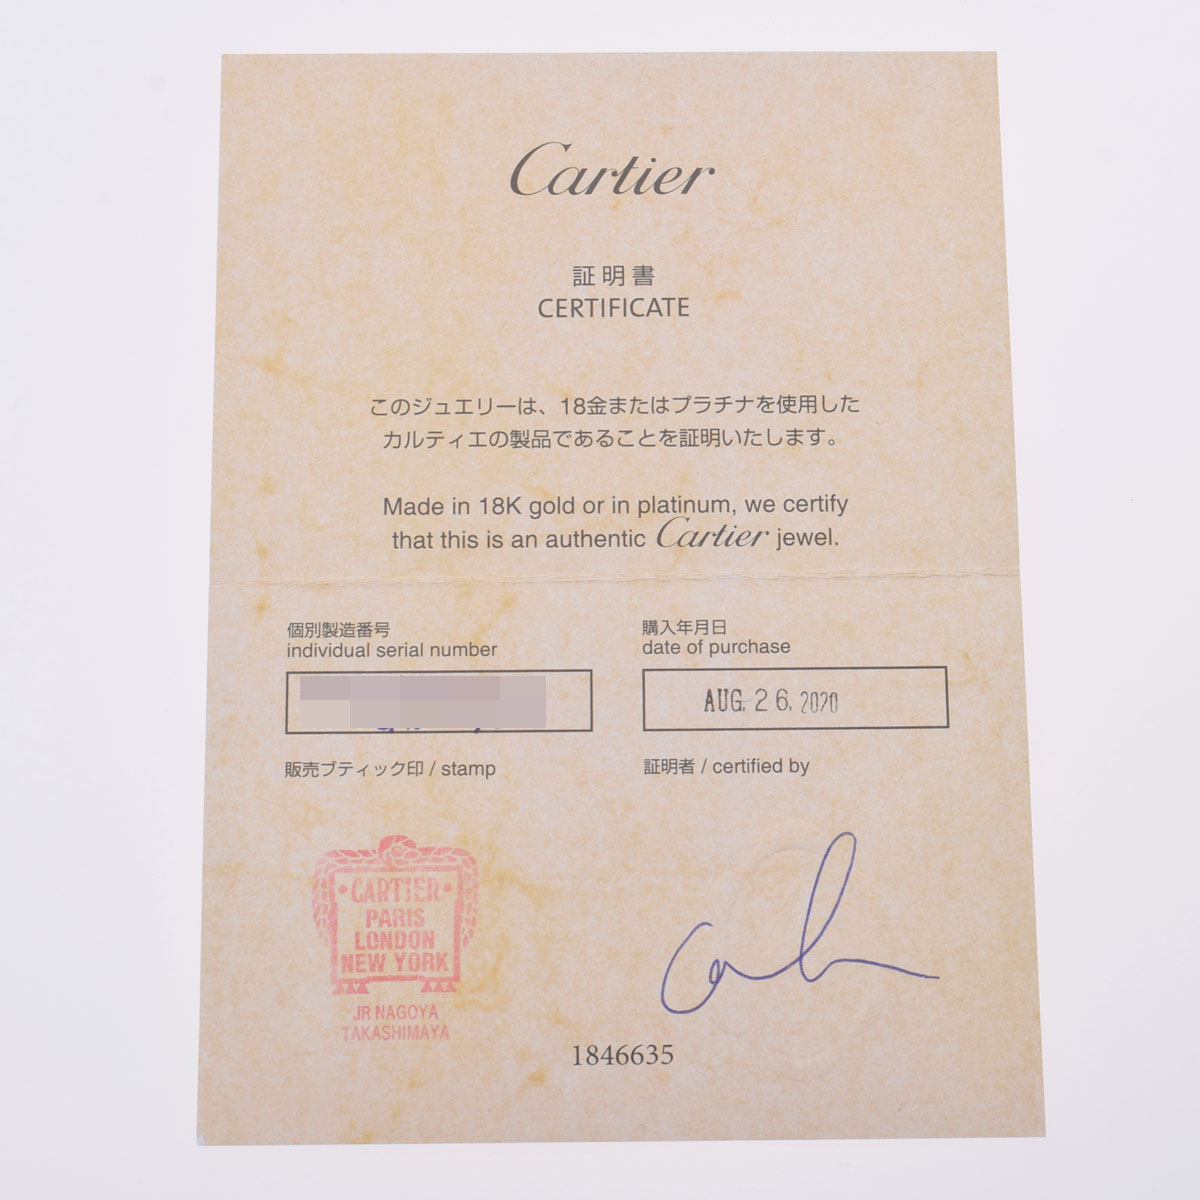 Cartier
証明書
CERTIFICATE
このジュエリーは、18金またはプラチナを使用した
カルティエの製品であることを証明いたします。
Made in 18K gold or in platinum, we certify
that this is an authentic Cartier jewel.
個別製造番号
individual serial number
購入年月日
date of purchase
AUG. 26. 2020
販売ブティック印 / stamp
証明者 / certified by
・CARTIER・
PARIS
LONDON
NEW YORK
JR NAGOYA
TAKASHIMAYA
1846635